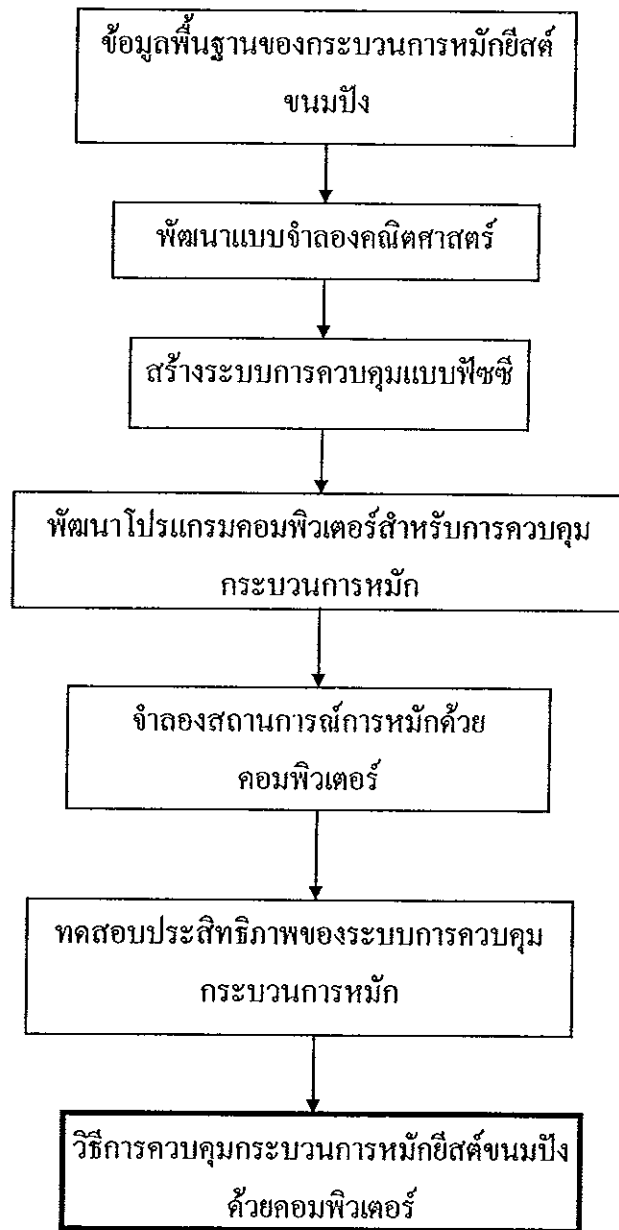 ข้อมูลพื้นฐานของกระบวนการหมักยีสต์
ขนมปัง
พัฒนาแบบจำลองคณิตศาสตร์
สร้างระบบการควบคุมแบบฟัซซี
พัฒนาโปรแกรมคอมพิวเตอร์สำหรับการควบคุม
กระบวนการหมัก
จำลองสถานการณ์การหมักด้วย
คอมพิวเตอร์
ทดสอบประสิทธิภาพของระบบการควบคุม
กระบวนการหมัก
วิธีการควบคุมกระบวนการหมักยีสต์ขนมปัง
ด้วยคอมพิวเตอร์